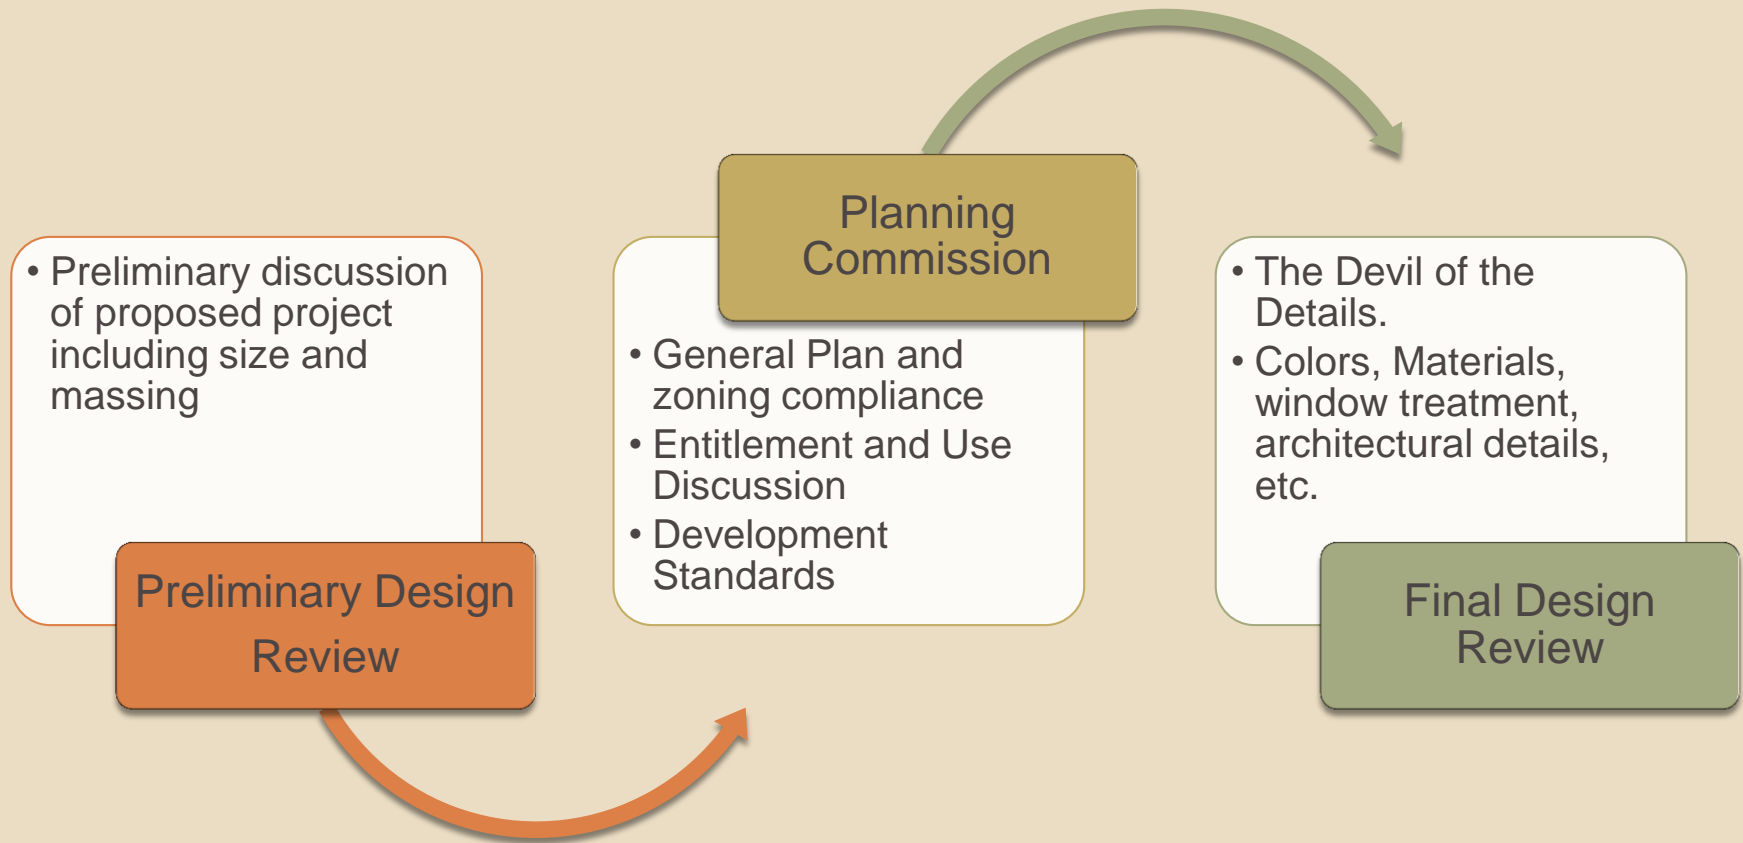 • Preliminary discussion
of proposed project
including size and
massing
Preliminary Design
Review
Planning
Commission
• General Plan and
zoning compliance
• Entitlement and Use
Discussion
• Development
Standards
• The Devil of the
Details.
• Colors, Materials,
window treatment,
architectural details,
etc.
Final Design
Review